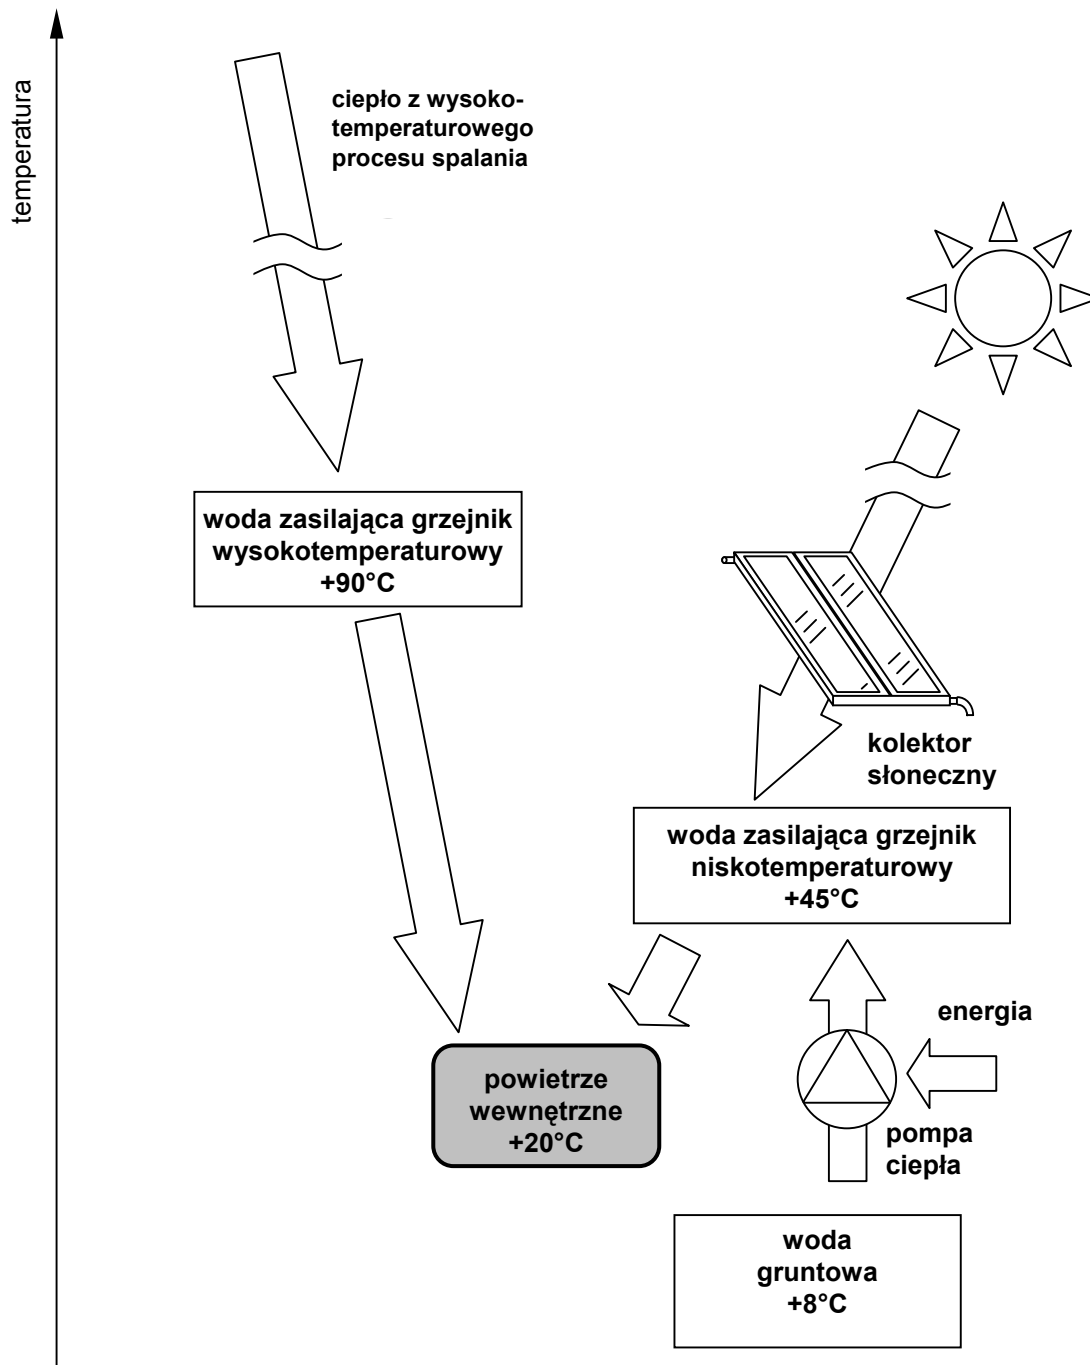 temperatura
ciepło z wysoko-
temperaturowego
procesu spalania
woda zasilająca grzejnik
wysokotemperaturowy
+90°C
kolektor
słoneczny
woda zasilająca grzejnik
niskotemperaturowy
+45°C
energia
powietrze
wewnętrzne
+20°C
pompa
ciepła
woda
gruntowa
+8°C